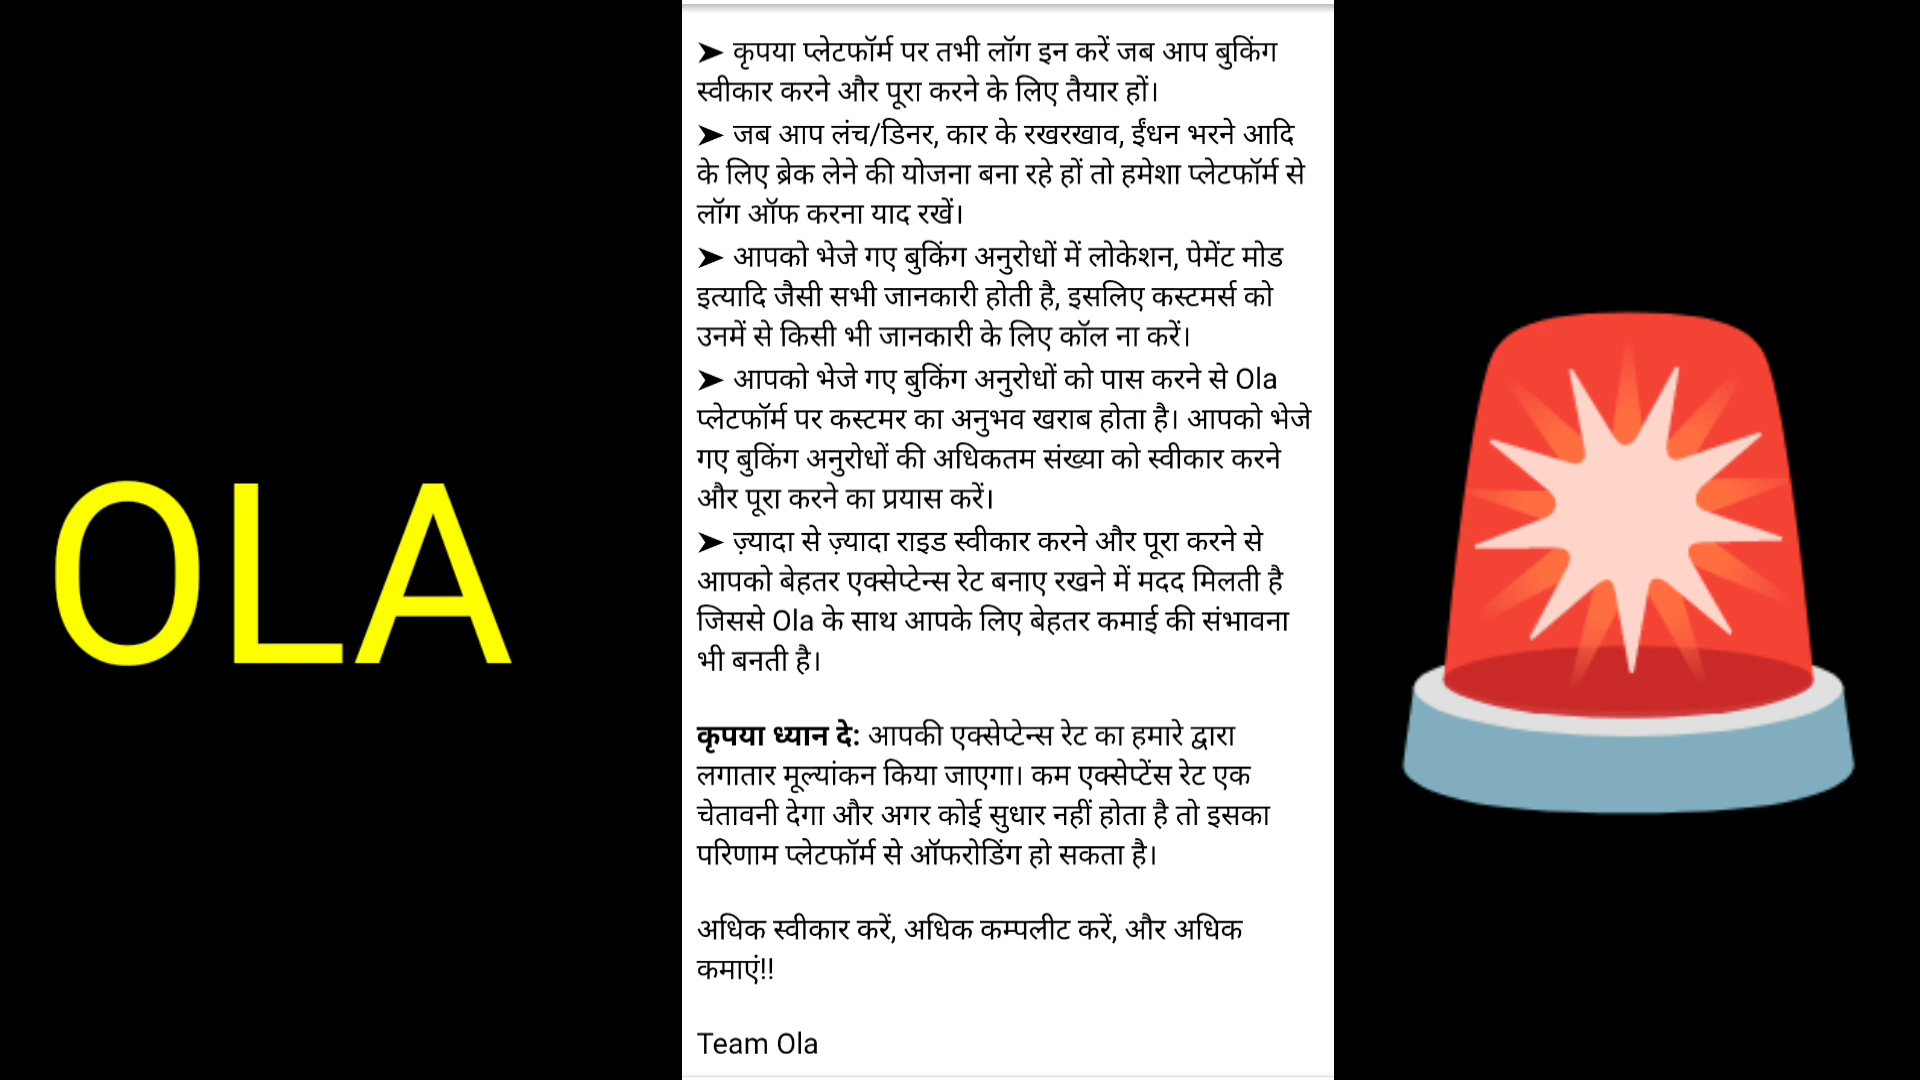 OLA
➤ कृपया प्लेटफॉर्म पर तभी लॉग इन करें जब आप बुकिंग
स्वीकार करने और पूरा करने के लिए तैयार हों।
➤ जब आप लंच/डिनर, कार के रखरखाव, ईंधन भरने आदि
के लिए ब्रेक लेने की योजना बना रहे हों तो हमेशा प्लेटफॉर्म से
लॉग ऑफ करना याद रखें।
➤ आपको भेजे गए बुकिंग अनुरोधों में लोकेशन, पेमेंट मोड
इत्यादि जैसी सभी जानकारी होती है, इसलिए कस्टमर्स को
उनमें से किसी भी जानकारी के लिए कॉल ना करें।
➤ आपको भेजे गए बुकिंग अनुरोधों को पास करने से Ola
प्लेटफॉर्म पर कस्टमर का अनुभव खराब होता है। आपको भेजे
गए बुकिंग अनुरोधों की अधिकतम संख्या को स्वीकार करने
और पूरा करने का प्रयास करें।
➤ ज़्यादा से ज़्यादा राइड स्वीकार करने और पूरा करने से
आपको बेहतर एक्सेप्टेन्स रेट बनाए रखने में मदद मिलती है
जिससे Ola के साथ आपके लिए बेहतर कमाई की संभावना
भी बनती है।
कृपया ध्यान दे: आपकी एक्सेप्टेन्स रेट का हमारे द्वारा
लगातार मूल्यांकन किया जाएगा। कम एक्सेप्टेंस रेट एक
चेतावनी देगा और अगर कोई सुधार नहीं होता है तो इसका
परिणाम प्लेटफॉर्म से ऑफरोडिंग हो सकता है।
अधिक स्वीकार करें, अधिक कम्पलीट करें, और अधिक
कमाएं!!
Team Ola